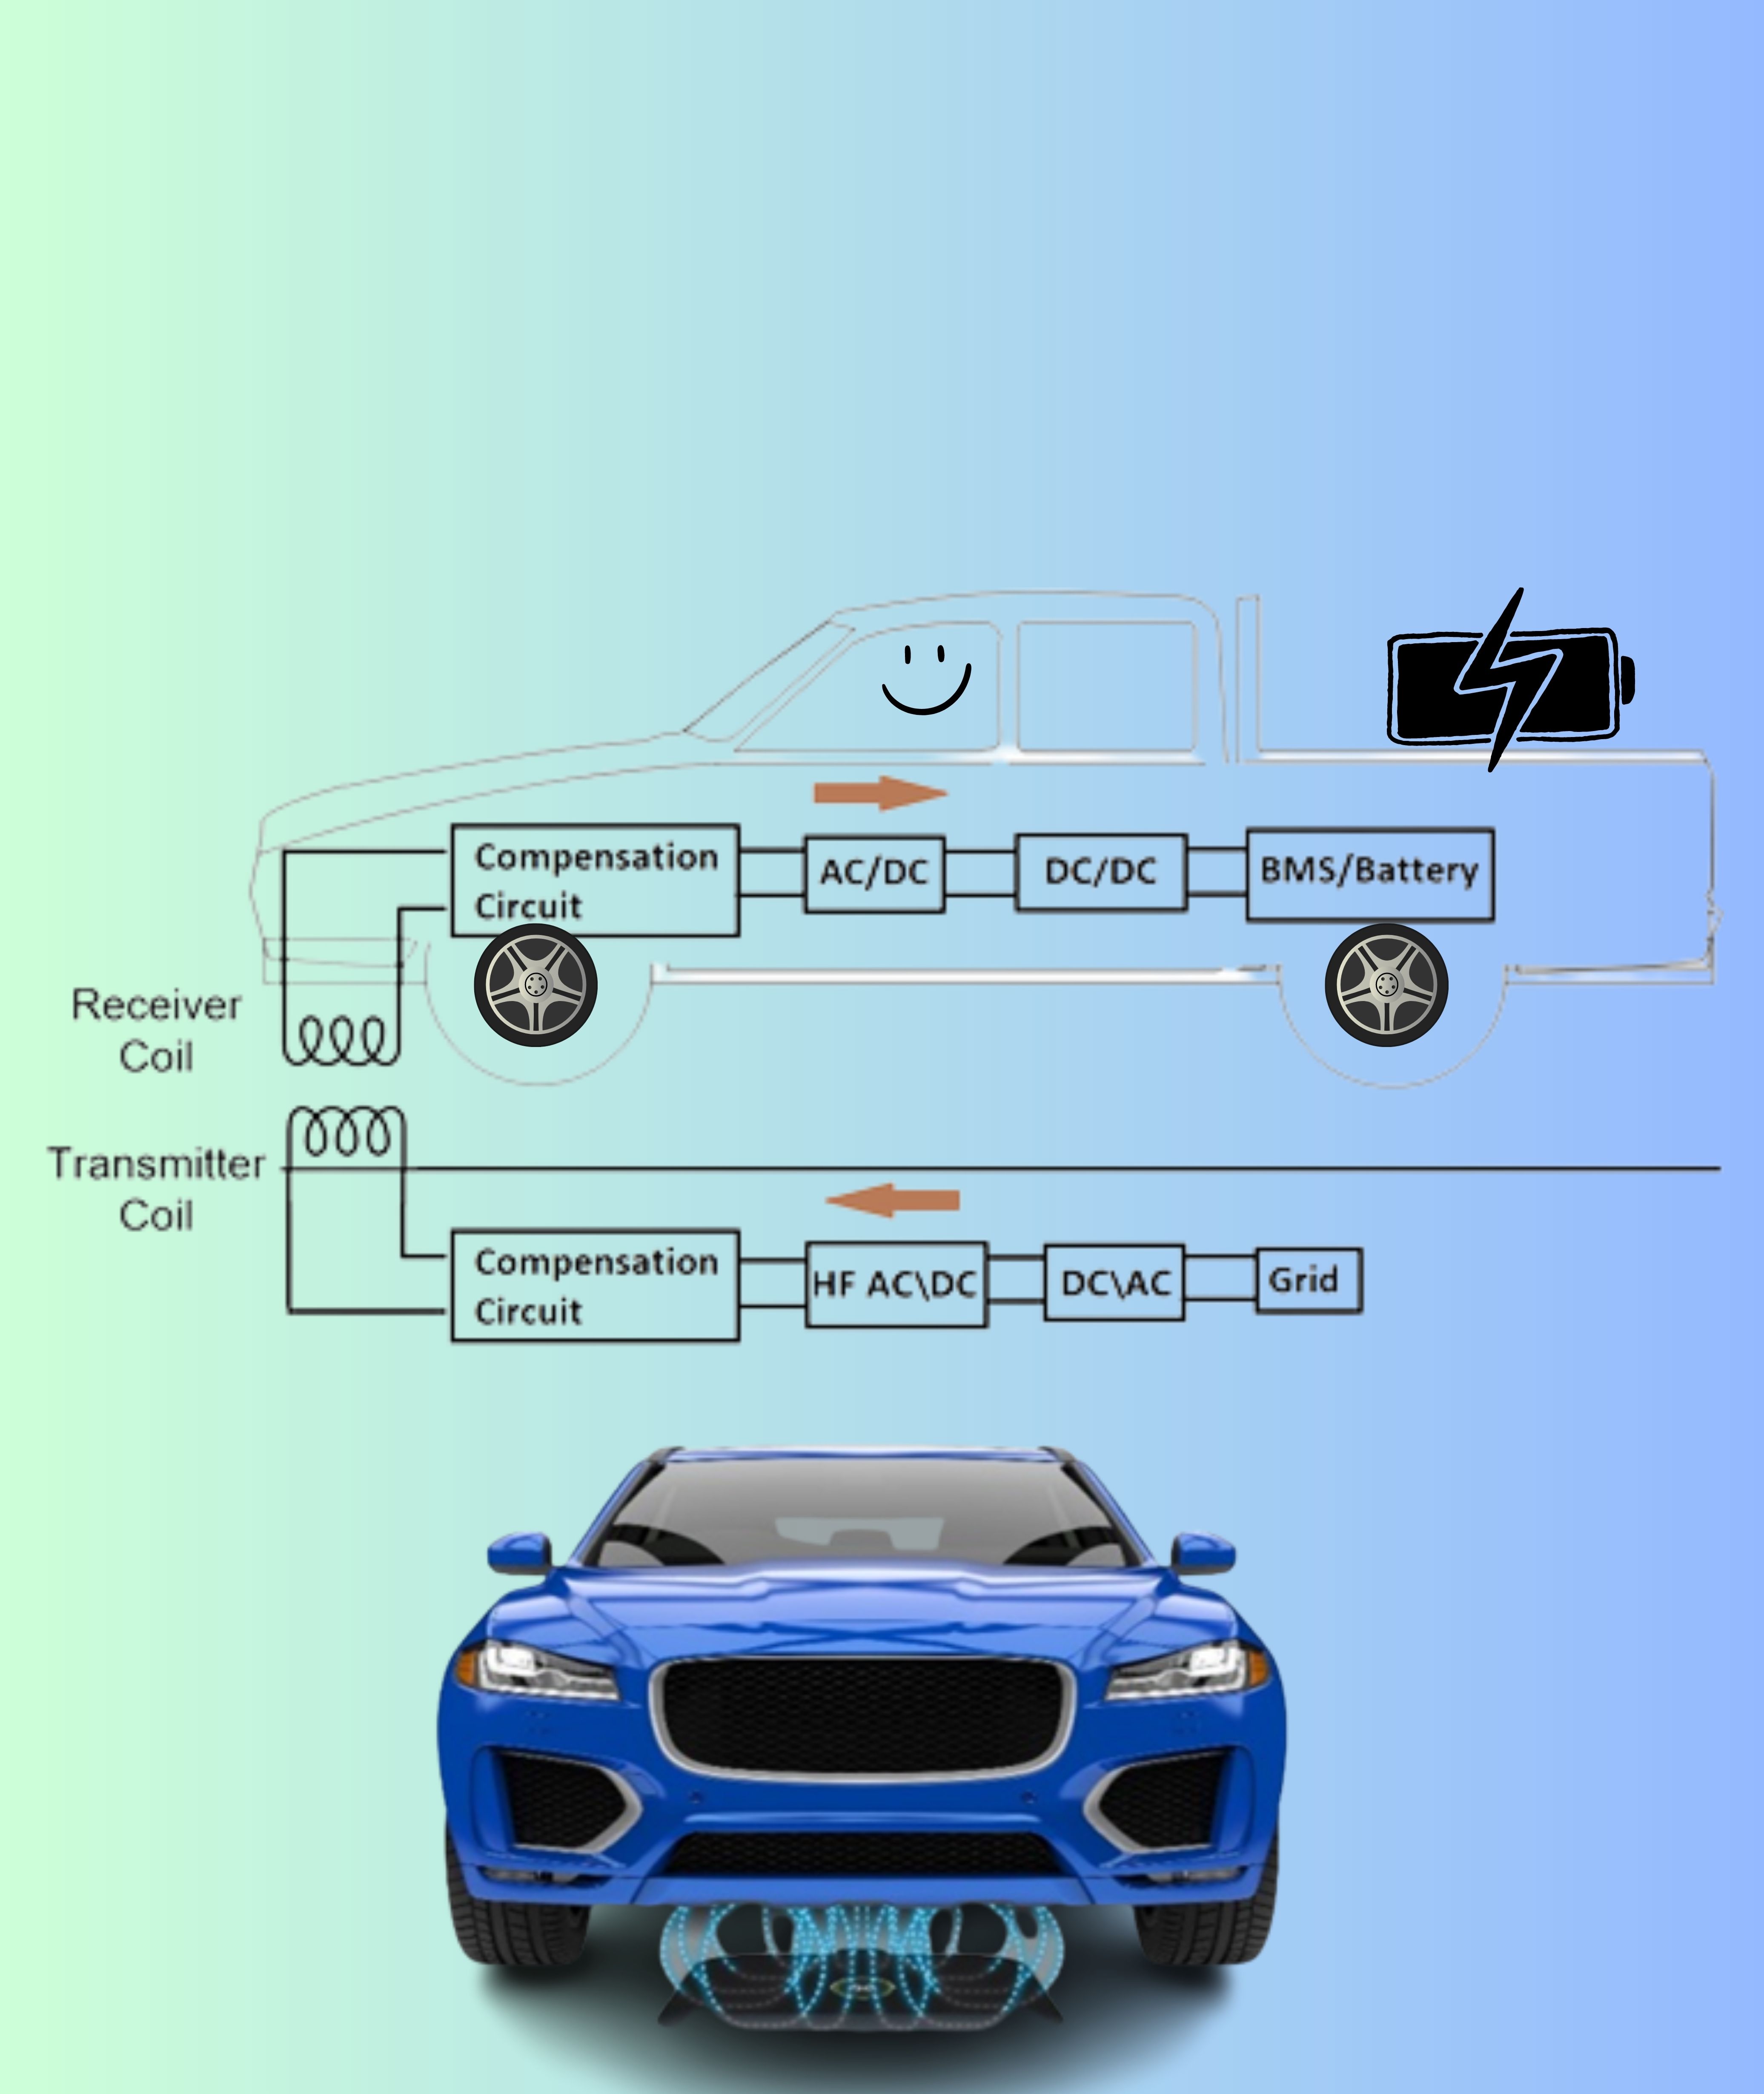 Compensation
Circuit
AC/DC
DC/DC
BMS/Battery
Receiver
Coil
Transmitter
Coil
Compensation
Circuit
HF AC\DC
DC\AC
Grid